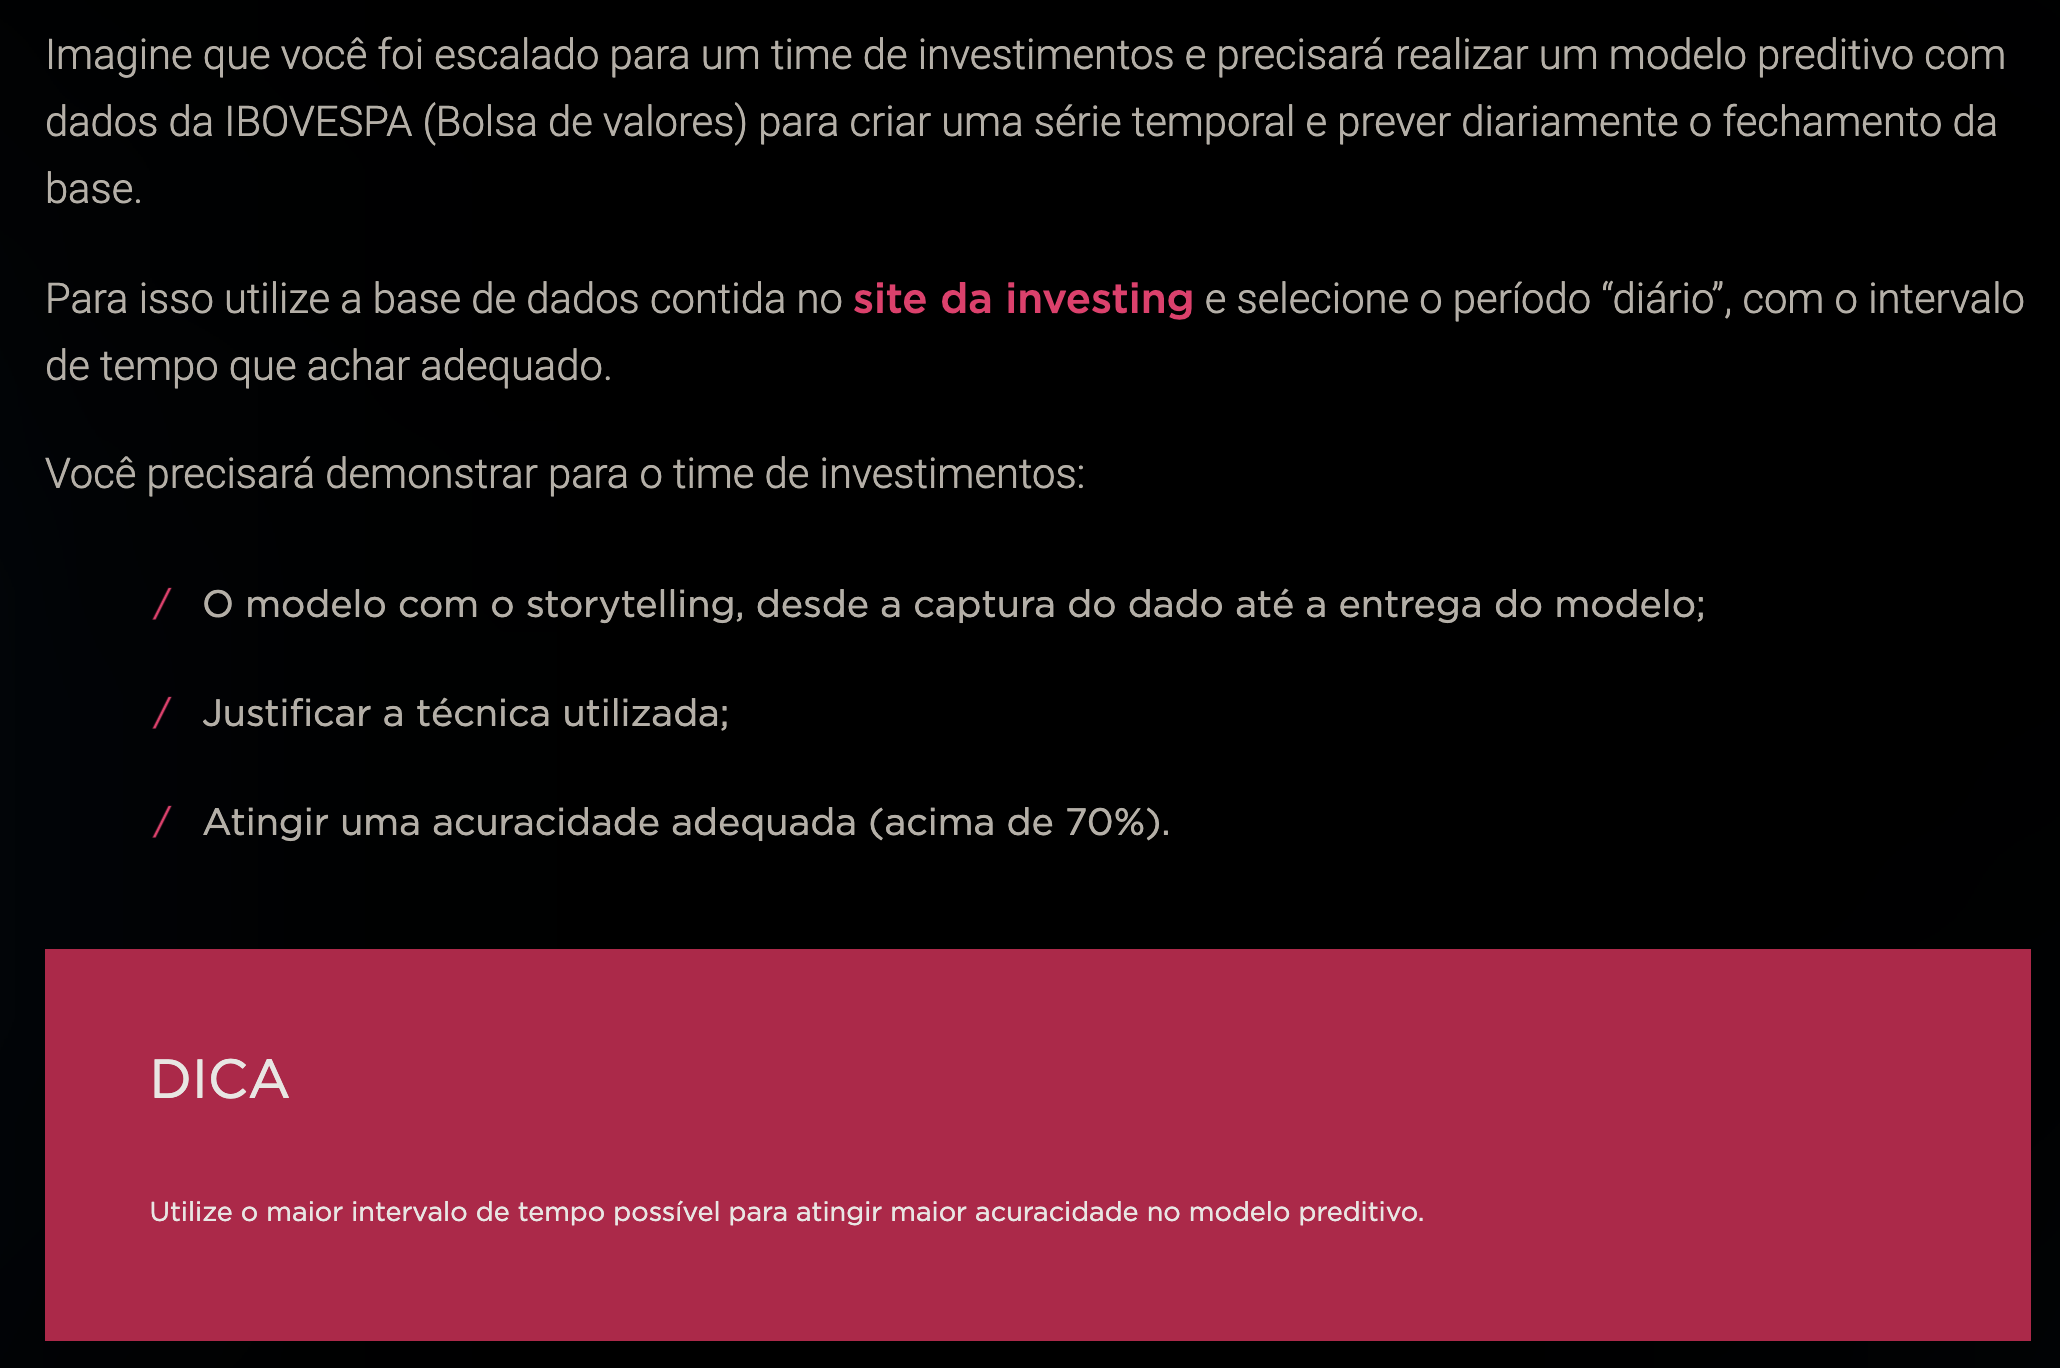 Imagine que você foi escalado para um time de investimentos e precisará realizar um modelo preditivo com
dados da IBOVESPA (Bolsa de valores) para criar uma série temporal e prever diariamente o fechamento da
base.
Para isso utilize a base de dados contida no site da investing e selecione o período “diário”, com o intervalo
de tempo que achar adequado.
Você precisará demonstrar para o time de investimentos:
/ O modelo com o storytelling, desde a captura do dado até a entrega do modelo;
/ Justificar a técnica utilizada;
/ Atingir uma acuracidade adequada (acima de 70%).
DICA
Utilize o maior intervalo de tempo possível para atingir maior acuracidade no modelo preditivo.